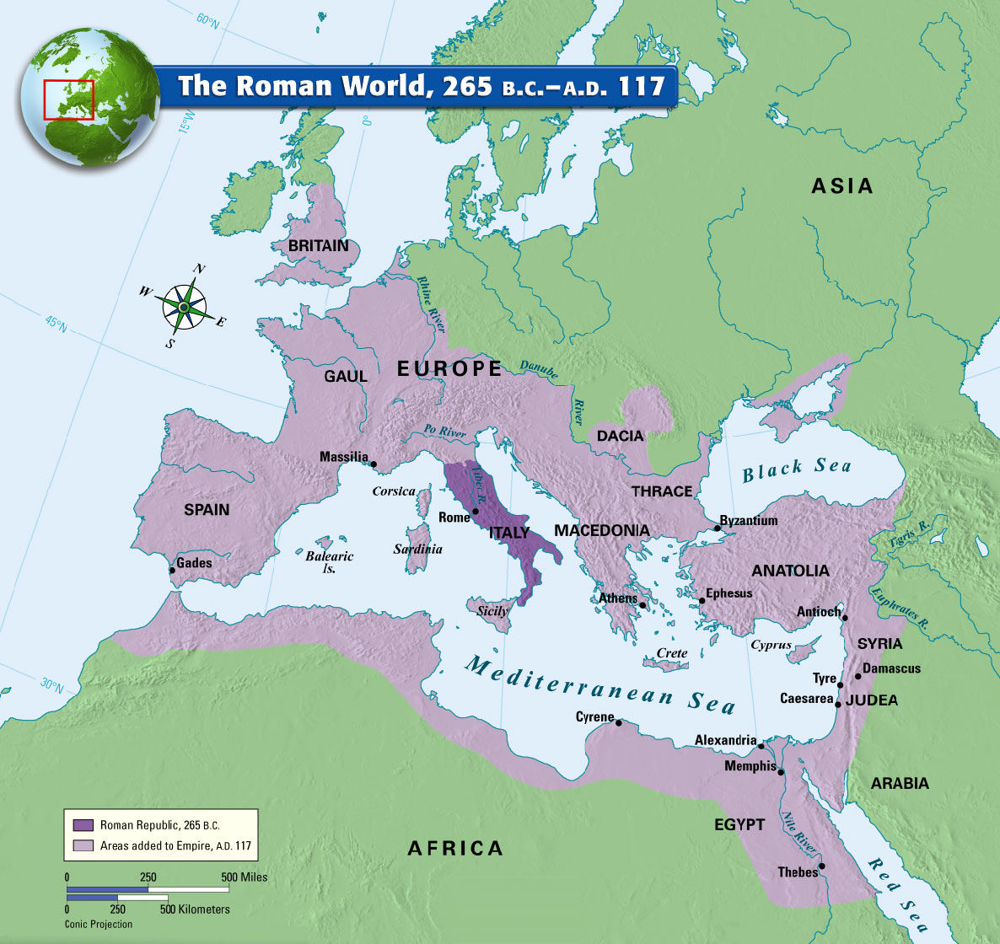 60°N
The Roman World, 265 B.C.–A.D. 117
15°W
0°
ASIA
BRITAIN
N
W
E
S
Rhine River
45°N
GAUL
EUROPE
Danube
River
Po River
DACIA
Massilia
Black Sea
Corsica
Tiber R.
THRACE
SPAIN
Rome
ITALY
MACEDONIA
Byzantium
Tigris R.
Balearic
Is.
Sardinia
Gades
ANATOLIA
Athens
Ephesus
Euphrates R.
Sicily
Antioch
Crete
Cyprus
SYRIA
Mediterranean Sea
Damascus
Tyre
30°N
Caesarea
JUDEA
Cyrene
Alexandria
Memphis
ARABIA
EGYPT
Nile River
AFRICA
Thebes
Red Sea
Roman Republic, 265 B.C.
Areas added to Empire, A.D. 117
0 250 500 Miles
0 250 500 Kilometers
Conic Projection